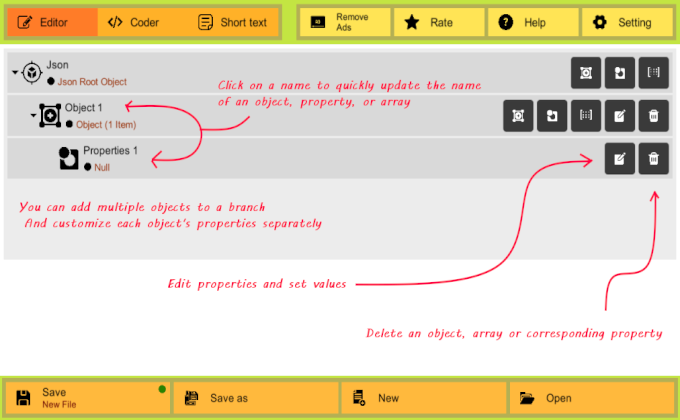 Editor
Coder
Short text
AD
Remove
Ads
Rate
Help
Setting
Json
Json Root Object
Click on a name to quickly update the name
of an object, property, or array
Object 1
Object (1 Item)
Properties 1
Null
You can add multiple objects to a branch
And customize each object's properties separately
Edit properties and set values
Delete an object, array or corresponding property
Save
New File
Save as
New
Open